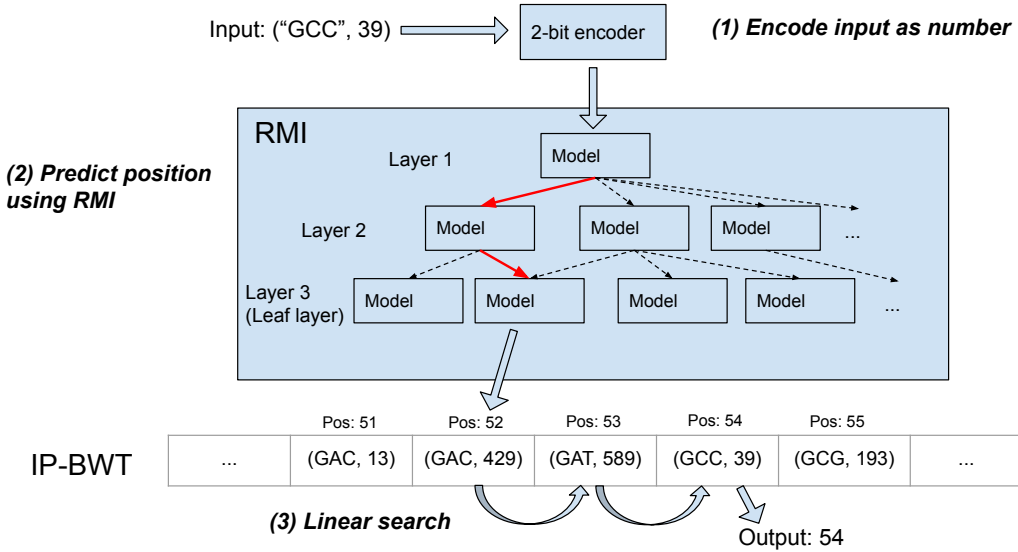 Input: (“GCC”, 39)
2-bit encoder
(1) Encode input as number
RMI
(2) Predict position
using RMI
Layer 1
Model
Layer 2
Model
Model
Model
...
Layer 3
(Leaf layer)
Model
Model
Model
Model
...
Pos: 51
Pos: 52
Pos: 53
Pos: 54
Pos: 55
IP-BWT
...
(GAC, 13)
(GAC, 429)
(GAT, 589)
(GCC, 39)
(GCG, 193)
...
(3) Linear search
Output: 54